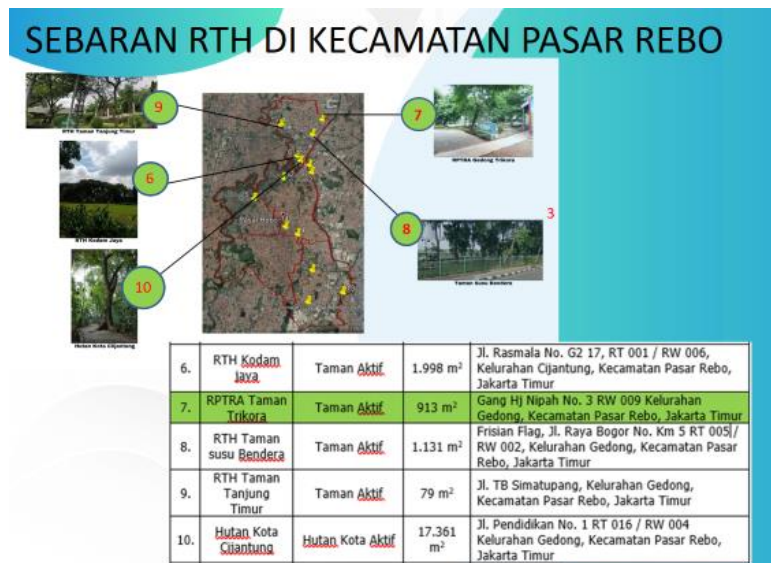 SEBARAN RTH DI KECAMATAN PASAR REBO
9
RTH Taman Tanjung Timur
6
RTH Kodam Jaya
10
Hutan Kota Cijantung
7
RPTRA Gedong Trikora
8
3
Taman Susu Bendera
6.
RTH Kodam
jaya
Taman Aktif
1.998 m²
Jl. Rasmala No. G2 17, RT 001 / RW 006,
Kelurahan Cijantung, Kecamatan Pasar Rebo,
Jakarta Timur
7.
RPTRA Taman
Trikora
Taman Aktif
913 m²
Gang Hj Nipah No. 3 RW 009 Kelurahan
Gedong, Kecamatan Pasar Rebo, Jakarta Timur
8.
RTH Taman
susu Bendera
Taman Aktif
1.131 m²
Frisian Flag, Jl. Raya Bogor No. Km 5 RT 005 /
RW 002, Kelurahan Gedong, Kecamatan Pasar
Rebo, Jakarta Timur
9.
RTH Taman
Tanjung
Timur
Taman Aktif
79 m²
Jl. TB Simatupang, Kelurahan Gedong,
Kecamatan Pasar Rebo, Jakarta Timur
10.
Hutan Kota
Cijantung
Hutan Kota Aktif
17.361
m²
Jl. Pendidikan No. 1 RT 016 / RW 004
Kelurahan Gedong, Kecamatan Pasar Rebo,
Jakarta Timur